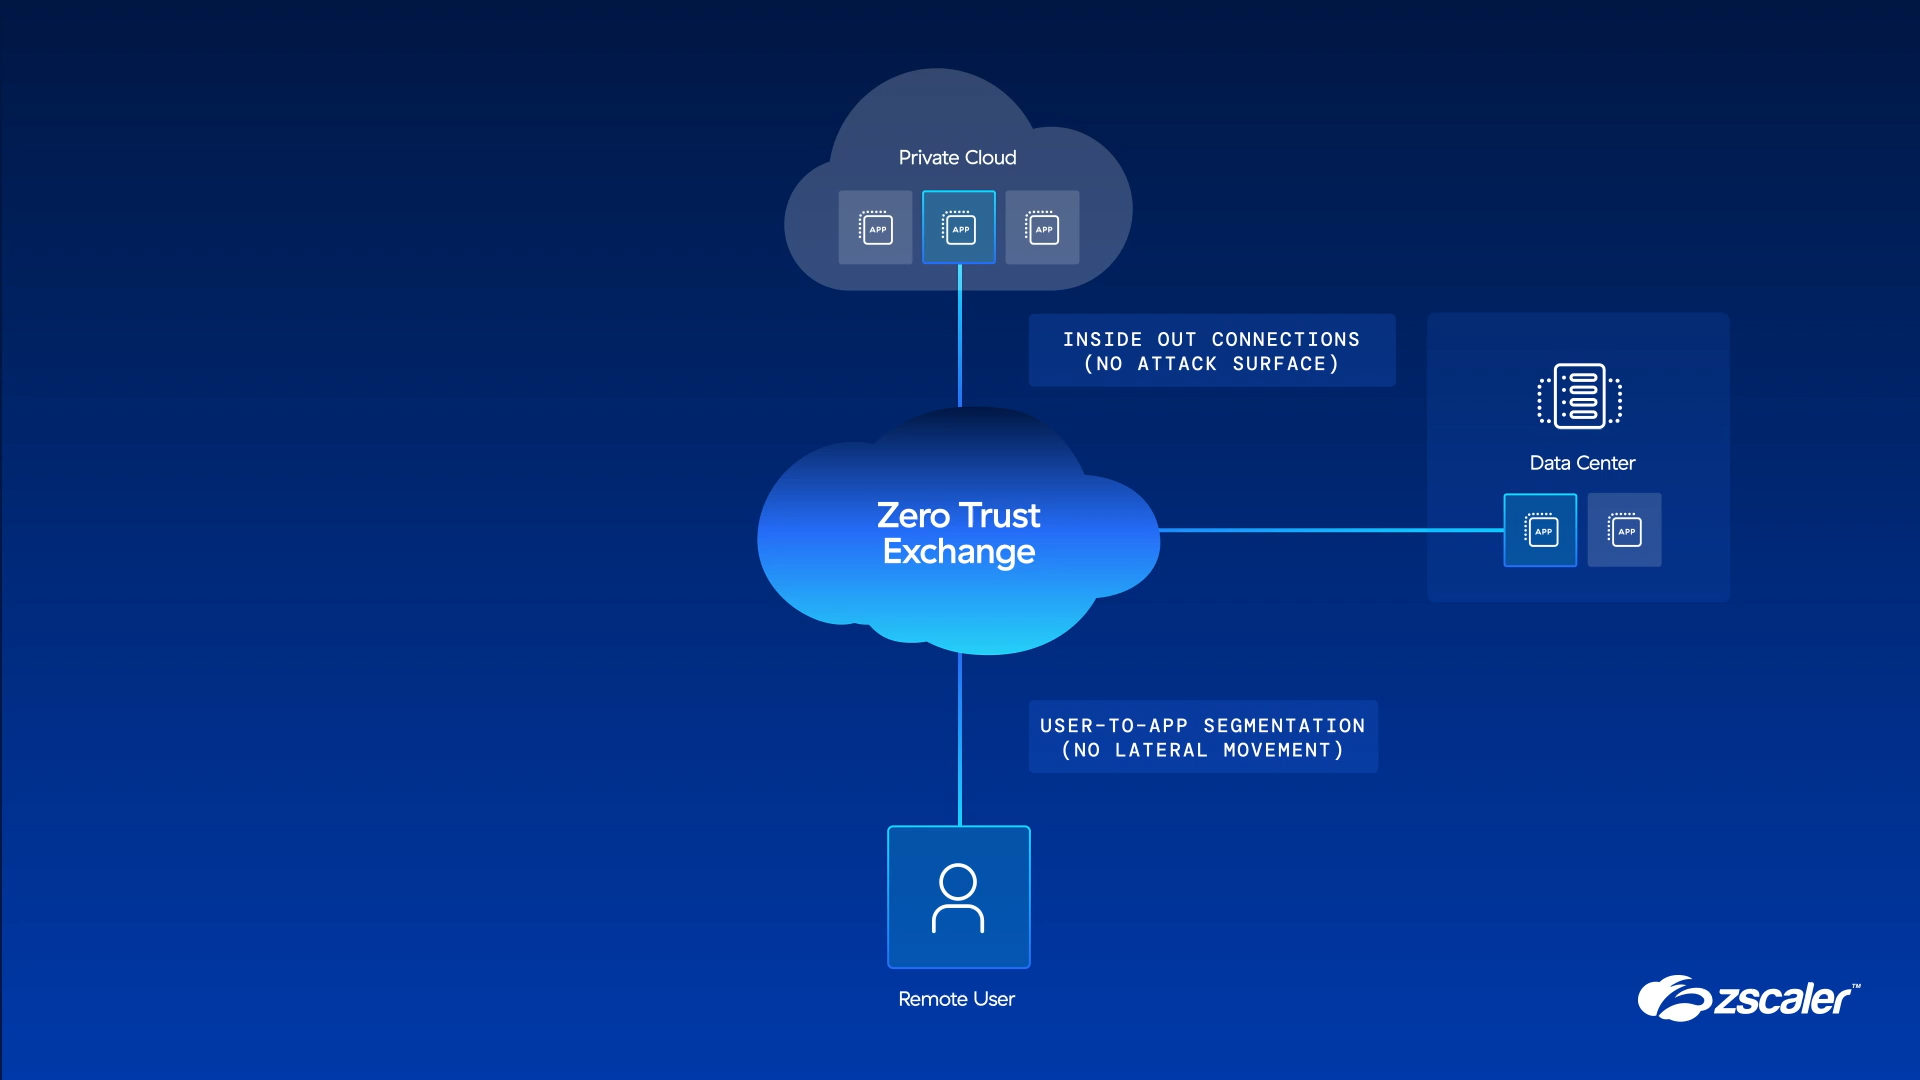 Private Cloud
APP
APP
APP
INSIDE OUT CONNECTIONS
(NO ATTACK SURFACE)
Data Center
APP
APP
Zero Trust
Exchange
USER-TO-APP SEGMENTATION
(NO LATERAL MOVEMENT)
Remote User
zscaler™